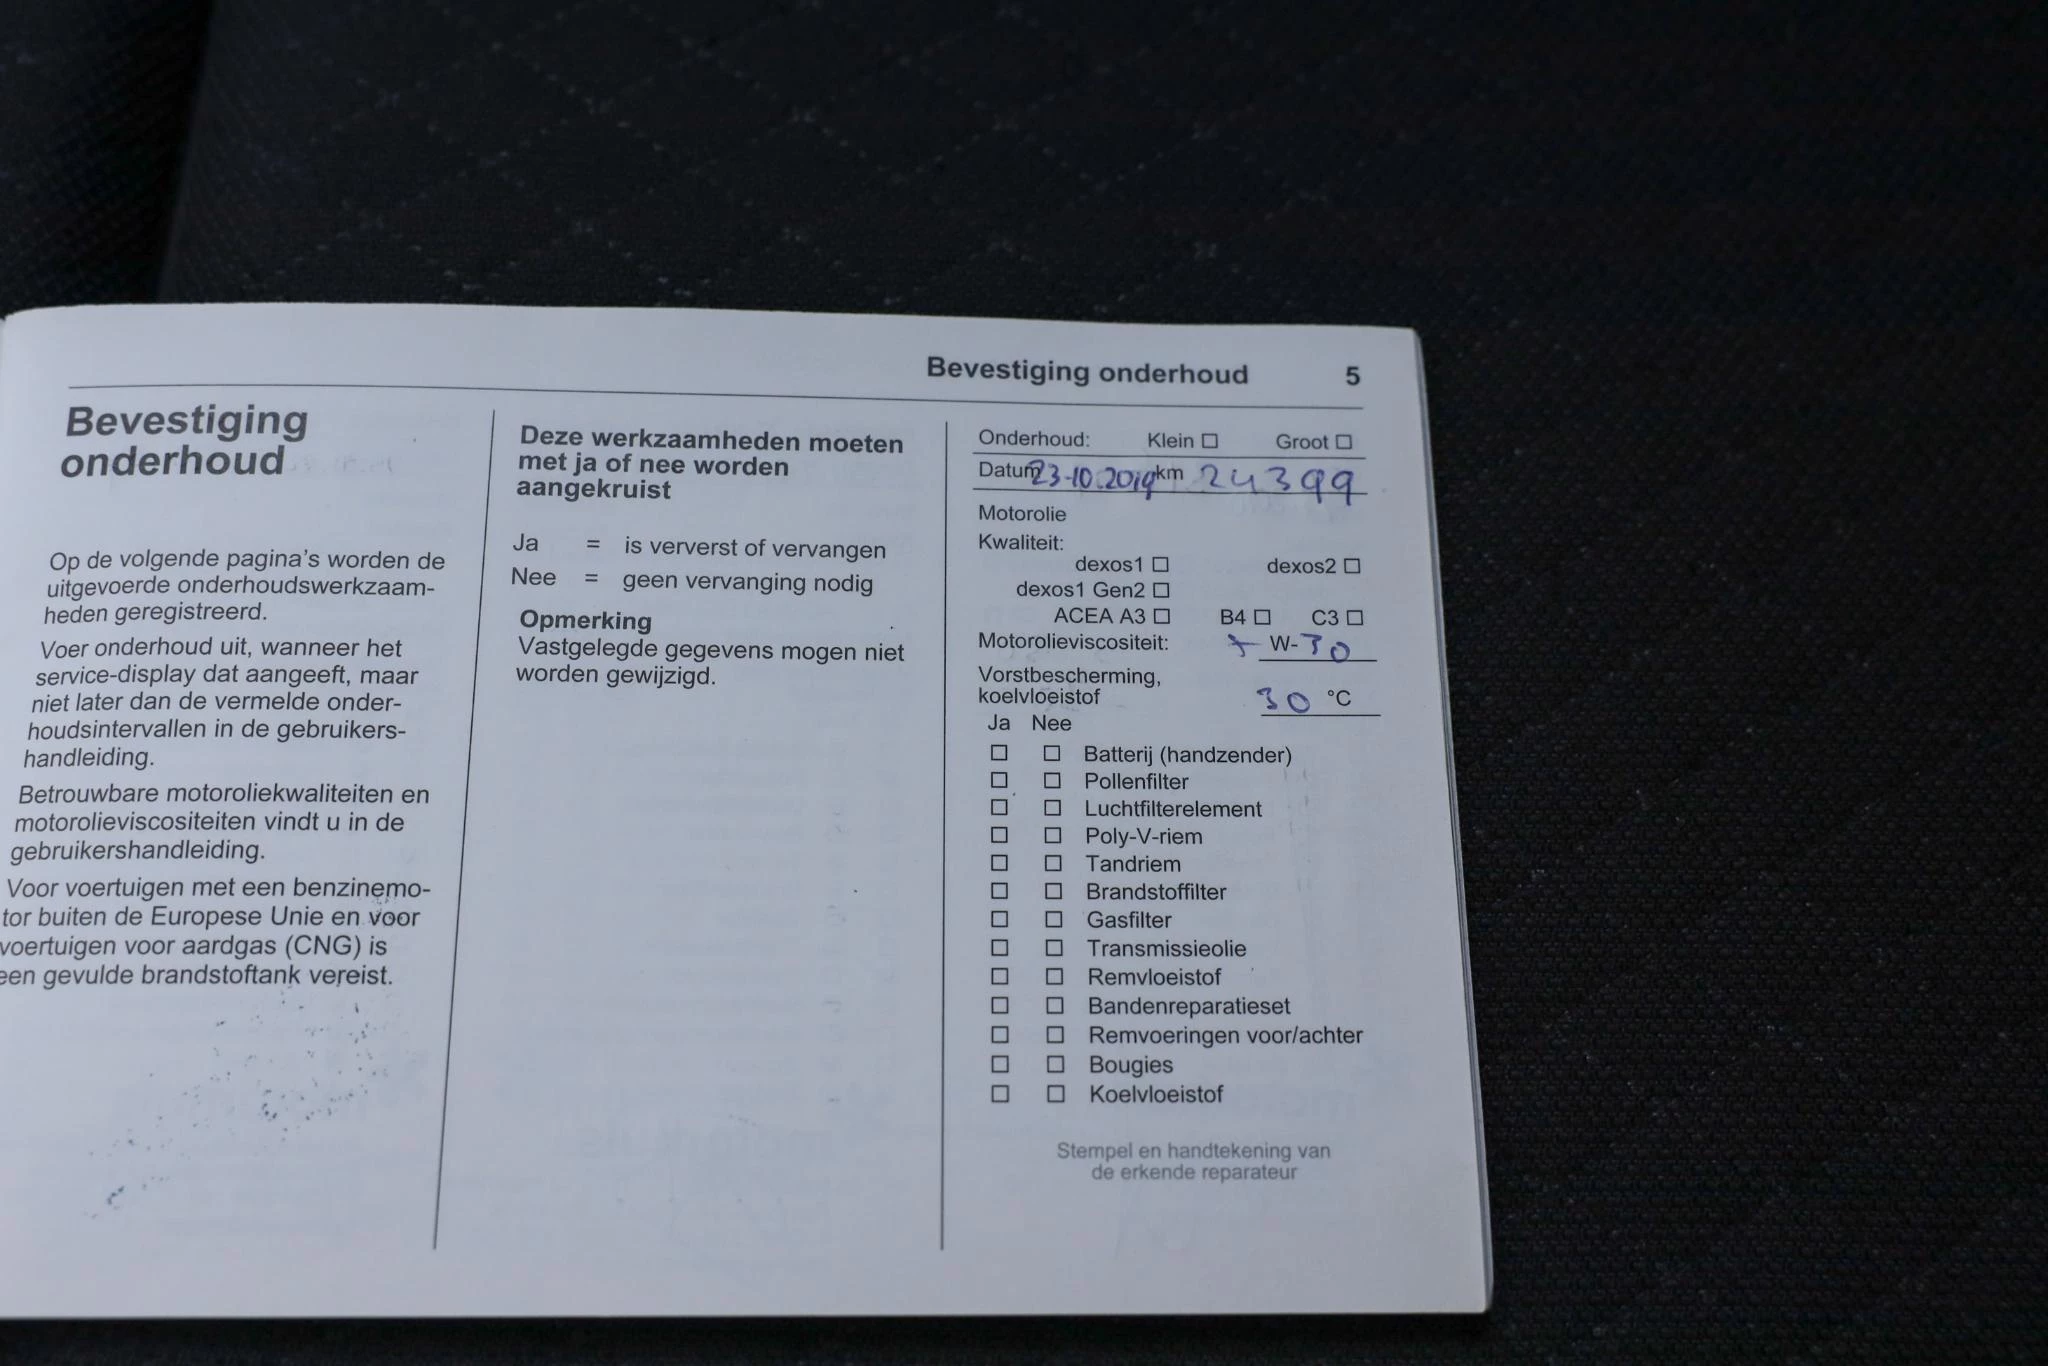 Bevestiging onderhoud 5
Bevestiging
onderhoud
Op de volgende pagina's worden de
uitgevoerde onderhoudswerkzaam-
heden geregistreerd.
Voer onderhoud uit, wanneer het
service-display dat aangeeft, maar
niet later dan de vermelde onder-
houdsintervallen in de gebruikers-
handleiding.
Betrouwbare motoroliekwaliteiten en
motorolieviscositeiten vindt u in de
gebruikershandleiding.
Voor voertuigen met een benzinemo-
tor buiten de Europese Unie en voor
voertuigen voor aardgas (CNG) is
een gevulde brandstoftank vereist.
Deze werkzaamheden moeten
met ja of nee worden
aangekruist
Ja = is ververst of vervangen
Nee = geen vervanging nodig
Opmerking
Vastgelegde gegevens mogen niet
worden gewijzigd.
Onderhoud: Klein ☐ Groot ☐
Datum 23-10.2019 km 24399
Motorolie
Kwaliteit:
dexos1 ☐ dexos2 ☐
dexos1 Gen2 ☐
ACEA A3 ☐ B4 ☐ C3 ☐
Motorolieviscositeit: W-30
Vorstbescherming,
koelvloeistof 30 °C
Ja Nee
☐ ☐ Batterij (handzender)
☐ ☐ Pollenfilter
☐ ☐ Luchtfilterelement
☐ ☐ Poly-V-riem
☐ ☐ Tandriem
☐ ☐ Brandstoffilter
☐ ☐ Gasfilter
☐ ☐ Transmissieolie
☐ ☐ Remvloeistof
☐ ☐ Bandenreparatieset
☐ ☐ Remvoeringen voor/achter
☐ ☐ Bougies
☐ ☐ Koelvloeistof
Stempel en handtekening van
de erkende reparateur